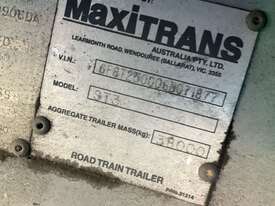 BY:
MaxiTRANS
AUSTRALIA PTY. LTD.
LEARMONTH ROAD, WENDOUREE (BALLARAT), VIC. 3355
V.I.N.:
MODEL: ST3
AGGREGATE TRAILER MASS(kg): 38000
ROAD TRAIN TRAILER